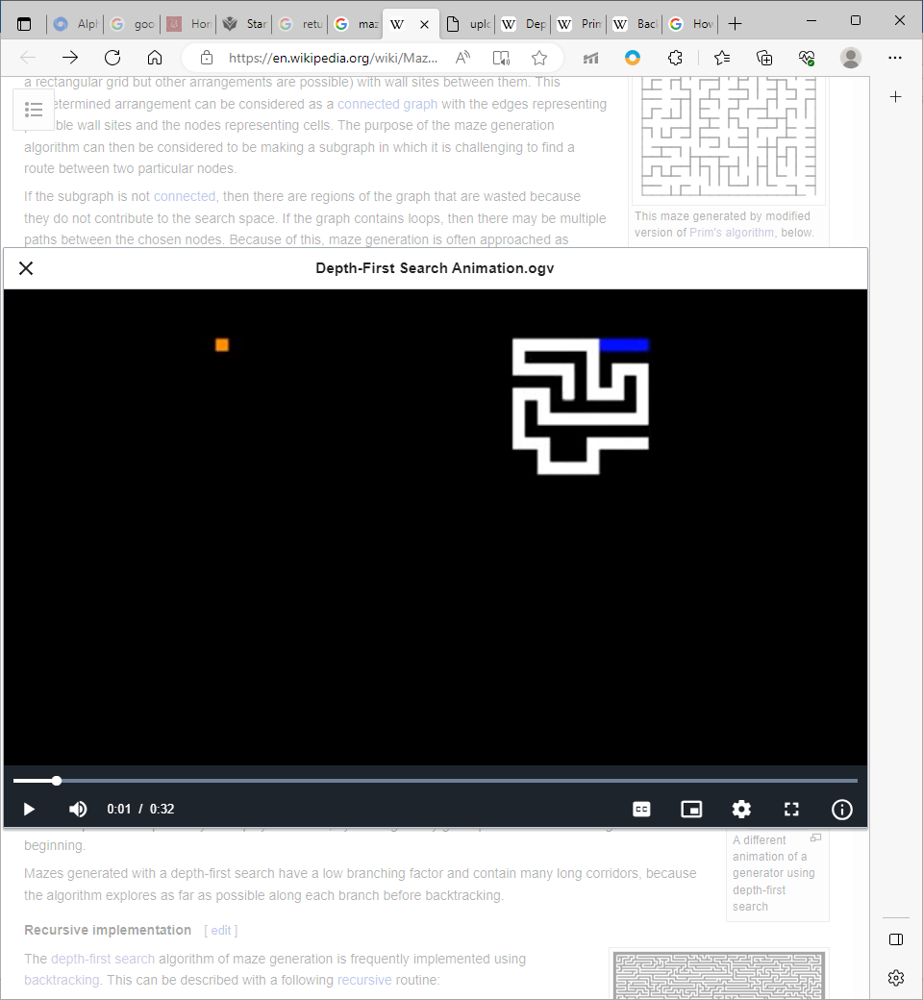 Alph
goo
Hon
Star
retu
maz
W
uplo
W Dep
W Prin
W Back
How
https://en.wikipedia.org/wiki/Maz...
a rectangular grid but other arrangements are possible) with wall sites between them. This
etermined arrangement can be considered as a connected graph with the edges representing
ble wall sites and the nodes representing cells. The purpose of the maze generation
algorithm can then be considered to be making a subgraph in which it is challenging to find a
route between two particular nodes.
If the subgraph is not connected, then there are regions of the graph that are wasted because
they do not contribute to the search space. If the graph contains loops, then there may be multiple
paths between the chosen nodes. Because of this, maze generation is often approached as
This maze generated by modified
version of Prim's algorithm, below.
Depth-First Search Animation.ogv
0:01 / 0:32
CC
beginning.
Mazes generated with a depth-first search have a low branching factor and contain many long corridors, because
the algorithm explores as far as possible along each branch before backtracking.
A different
animation of a
generator using
depth-first
search
Recursive implementation [ edit ]
The depth-first search algorithm of maze generation is frequently implemented using
backtracking. This can be described with a following recursive routine: